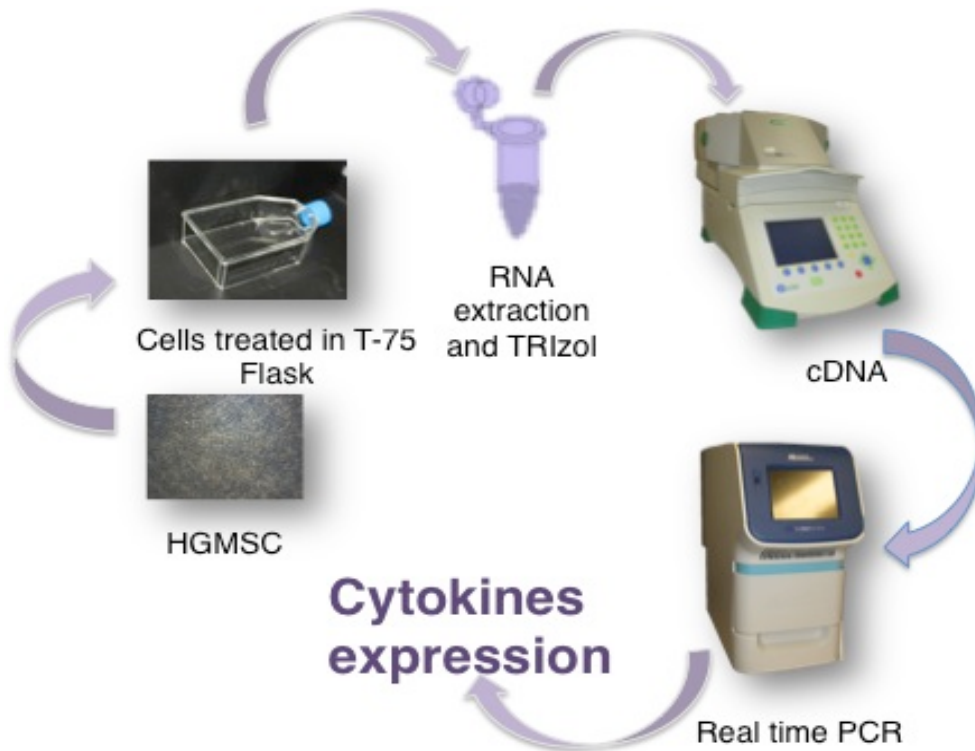 HGMSC
Cells treated in T-75
Flask
RNA
extraction
and TRIzol
cDNA
Real time PCR
Cytokines
expression